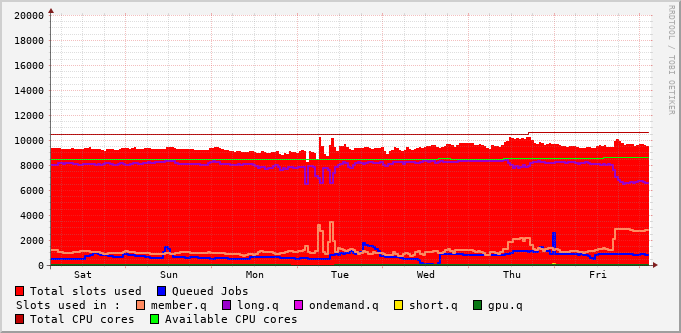 20000
18000
16000
14000
12000
10000
8000
6000
4000
2000
0
Sat Sun Mon Tue Wed Thu Fri
RRDTOOL / TOBI OETIKER
Total slots used Queued Jobs
Slots used in : member.q long.q ondemand.q short.q gpu.q
Total CPU cores Available CPU cores